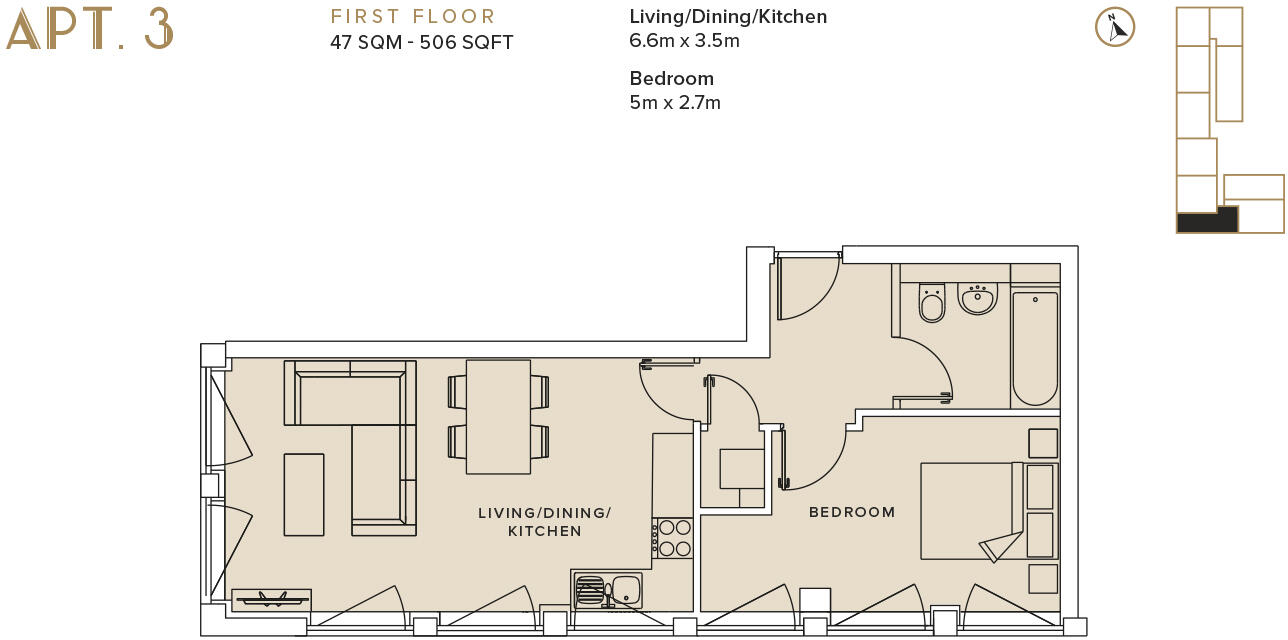 APT. 3
FIRST FLOOR
47 SQM - 506 SQFT
Living/Dining/Kitchen
6.6m x 3.5m
Bedroom
5m x 2.7m
N
LIVING/DINING/
KITCHEN
BEDROOM